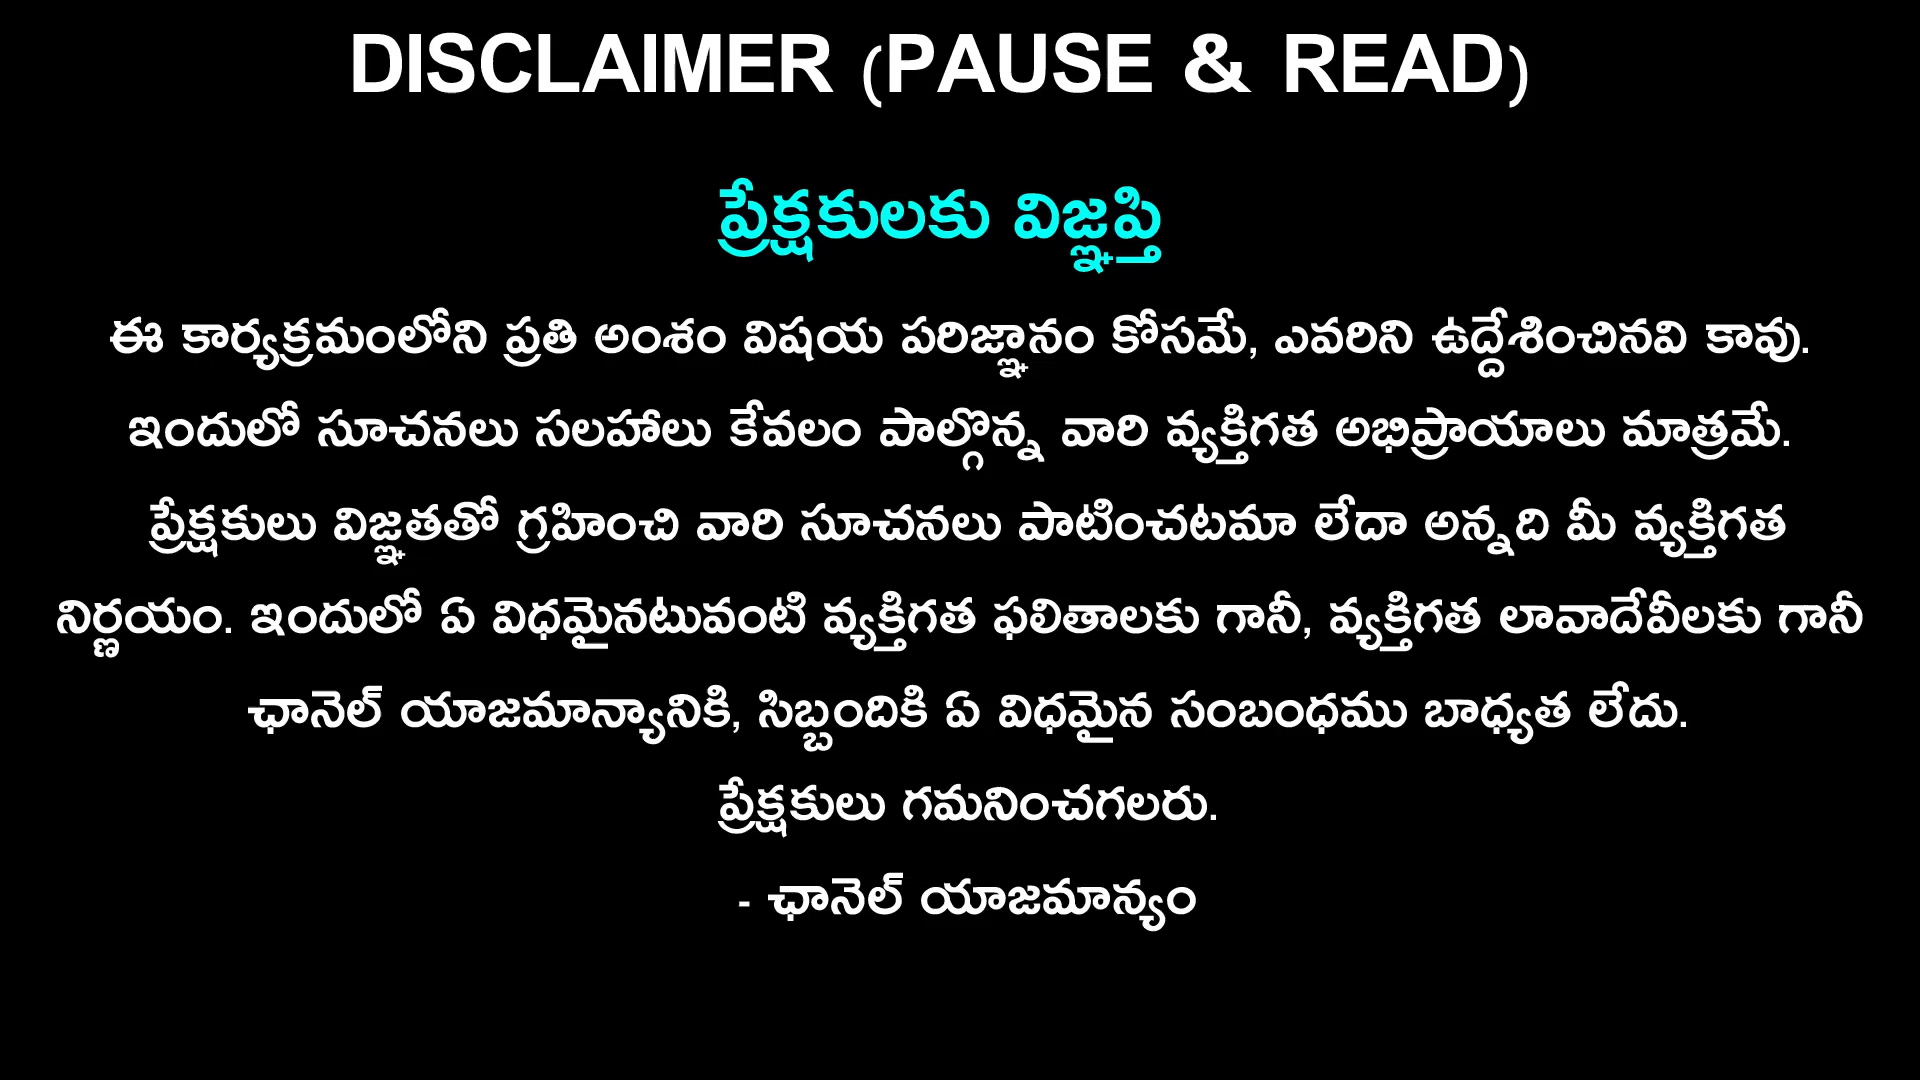 DISCLAIMER (PAUSE & READ)
ప్రేక్షకులకు విజ్ఞప్తి
ఈ కార్యక్రమంలోని ప్రతి అంశం విషయ పరిజ్ఞానం కోసమే, ఎవరిని ఉద్దేశించినవి కావు.
ఇందులో సూచనలు సలహాలు కేవలం పాల్గొన్న వారి వ్యక్తిగత అభిప్రాయాలు మాత్రమే.
ప్రేక్షకులు విజ్ఞతతో గ్రహించి వారి సూచనలు పాటించటమా లేదా అన్నది మీ వ్యక్తిగత
నిర్ణయం. ఇందులో ఏ విధమైనటువంటి వ్యక్తిగత ఫలితాలకు గానీ, వ్యక్తిగత లావాదేవీలకు గానీ
ఛానెల్ యాజమాన్యానికి, సిబ్బందికి ఏ విధమైన సంబంధము బాధ్యత లేదు.
ప్రేక్షకులు గమనించగలరు.
- ఛానెల్ యాజమాన్యం